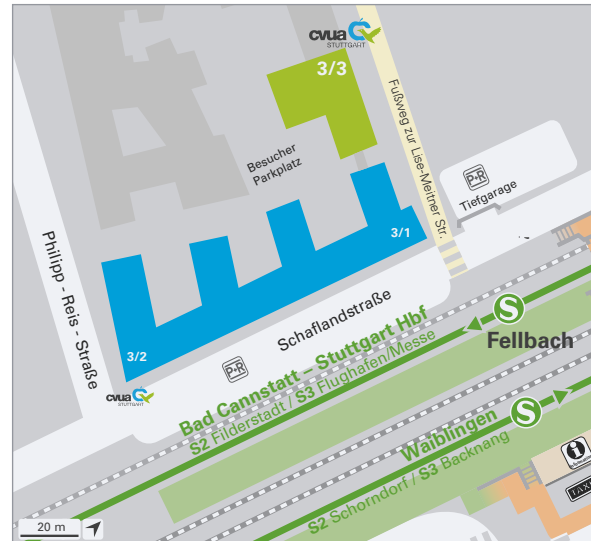 cvua
STUTTGART
3/3
Fußweg zur Lise-Meitner Str.
Besucher
Parkplatz
P+R
Tiefgarage
3/1
Philipp - Reis - Straße
Schaflandstraße
3/2
P+R
cvua
STUTTGART
S
Fellbach
Bad Cannstatt – Stuttgart Hbf
S2 Filderstadt / S3 Flughafen/Messe
S
Waiblingen
S2 Schorndorf / S3 Backnang
i
TAXI
20 m